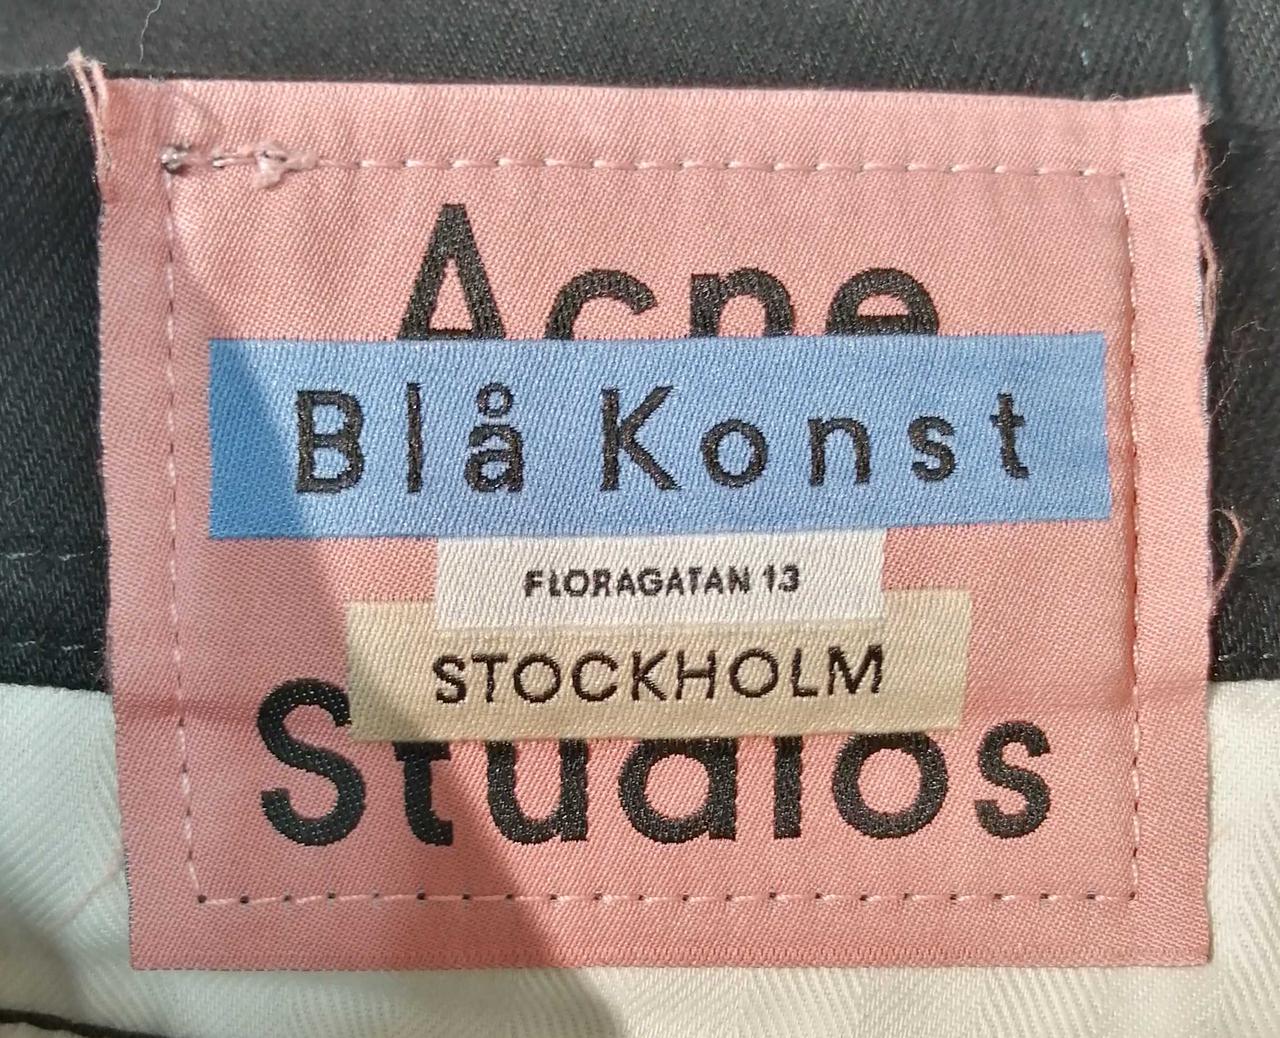 Acne
Blå Konst
FLORAGATAN 13
STOCKHOLM
Studios